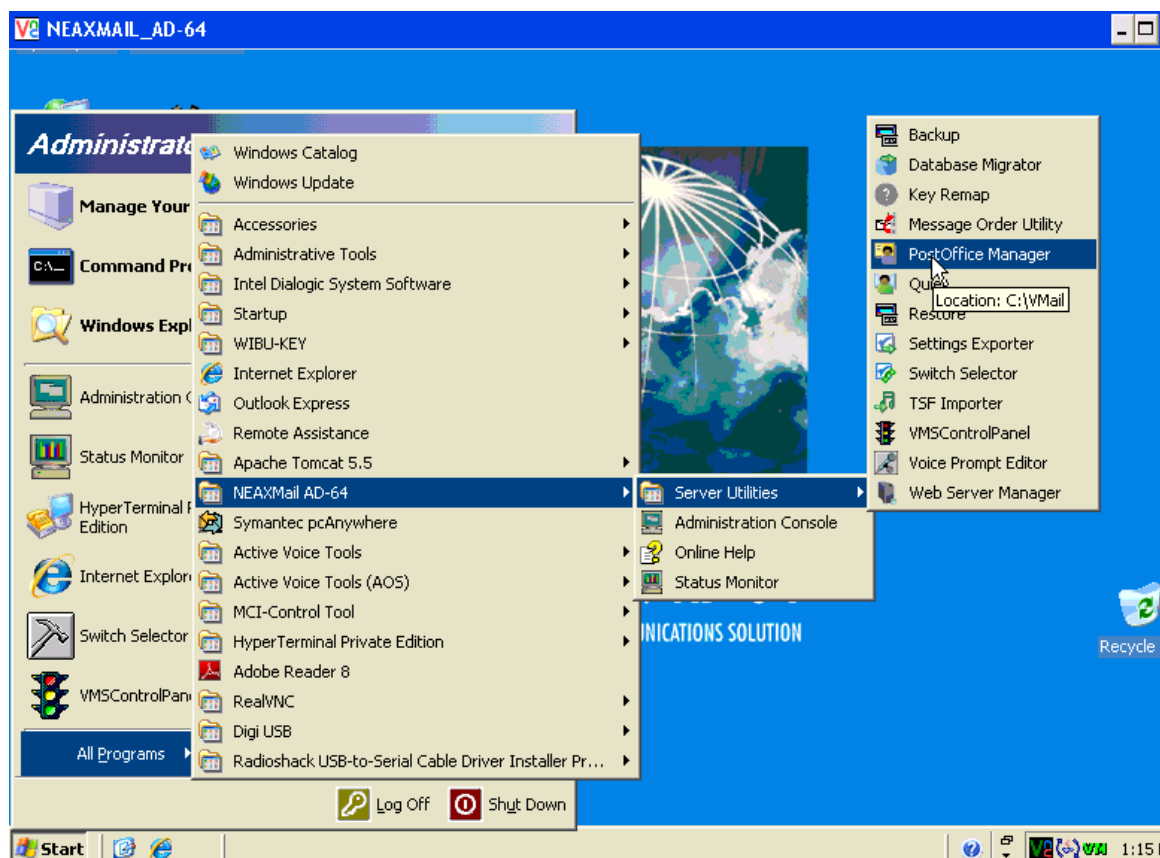 NEAXMAIL_AD-64
Administrato
Manage Your
Command Pro
Windows Expl
Administration C
Status Monitor
HyperTerminal P
Edition
Internet Explor
Switch Selector
VMSControlPan
All Programs
Windows Catalog
Windows Update
Accessories
Administrative Tools
Intel Dialogic System Software
Startup
WIBU-KEY
Internet Explorer
Outlook Express
Remote Assistance
Apache Tomcat 5.5
NEAXMail AD-64
Symantec pcAnywhere
Active Voice Tools
Active Voice Tools (AOS)
MCI-Control Tool
HyperTerminal Private Edition
Adobe Reader 8
RealVNC
Digi USB
Radioshack USB-to-Serial Cable Driver Installer Pr...
Server Utilities
Administration Console
Online Help
Status Monitor
Backup
Database Migrator
Key Remap
Message Order Utility
PostOffice Manager
Location: C:\VMail
Restore
Settings Exporter
Switch Selector
TSF Importer
VMSControlPanel
Voice Prompt Editor
Web Server Manager
UNICATIONS SOLUTION
Recycle
Log Off
Shut Down
Start
1:15